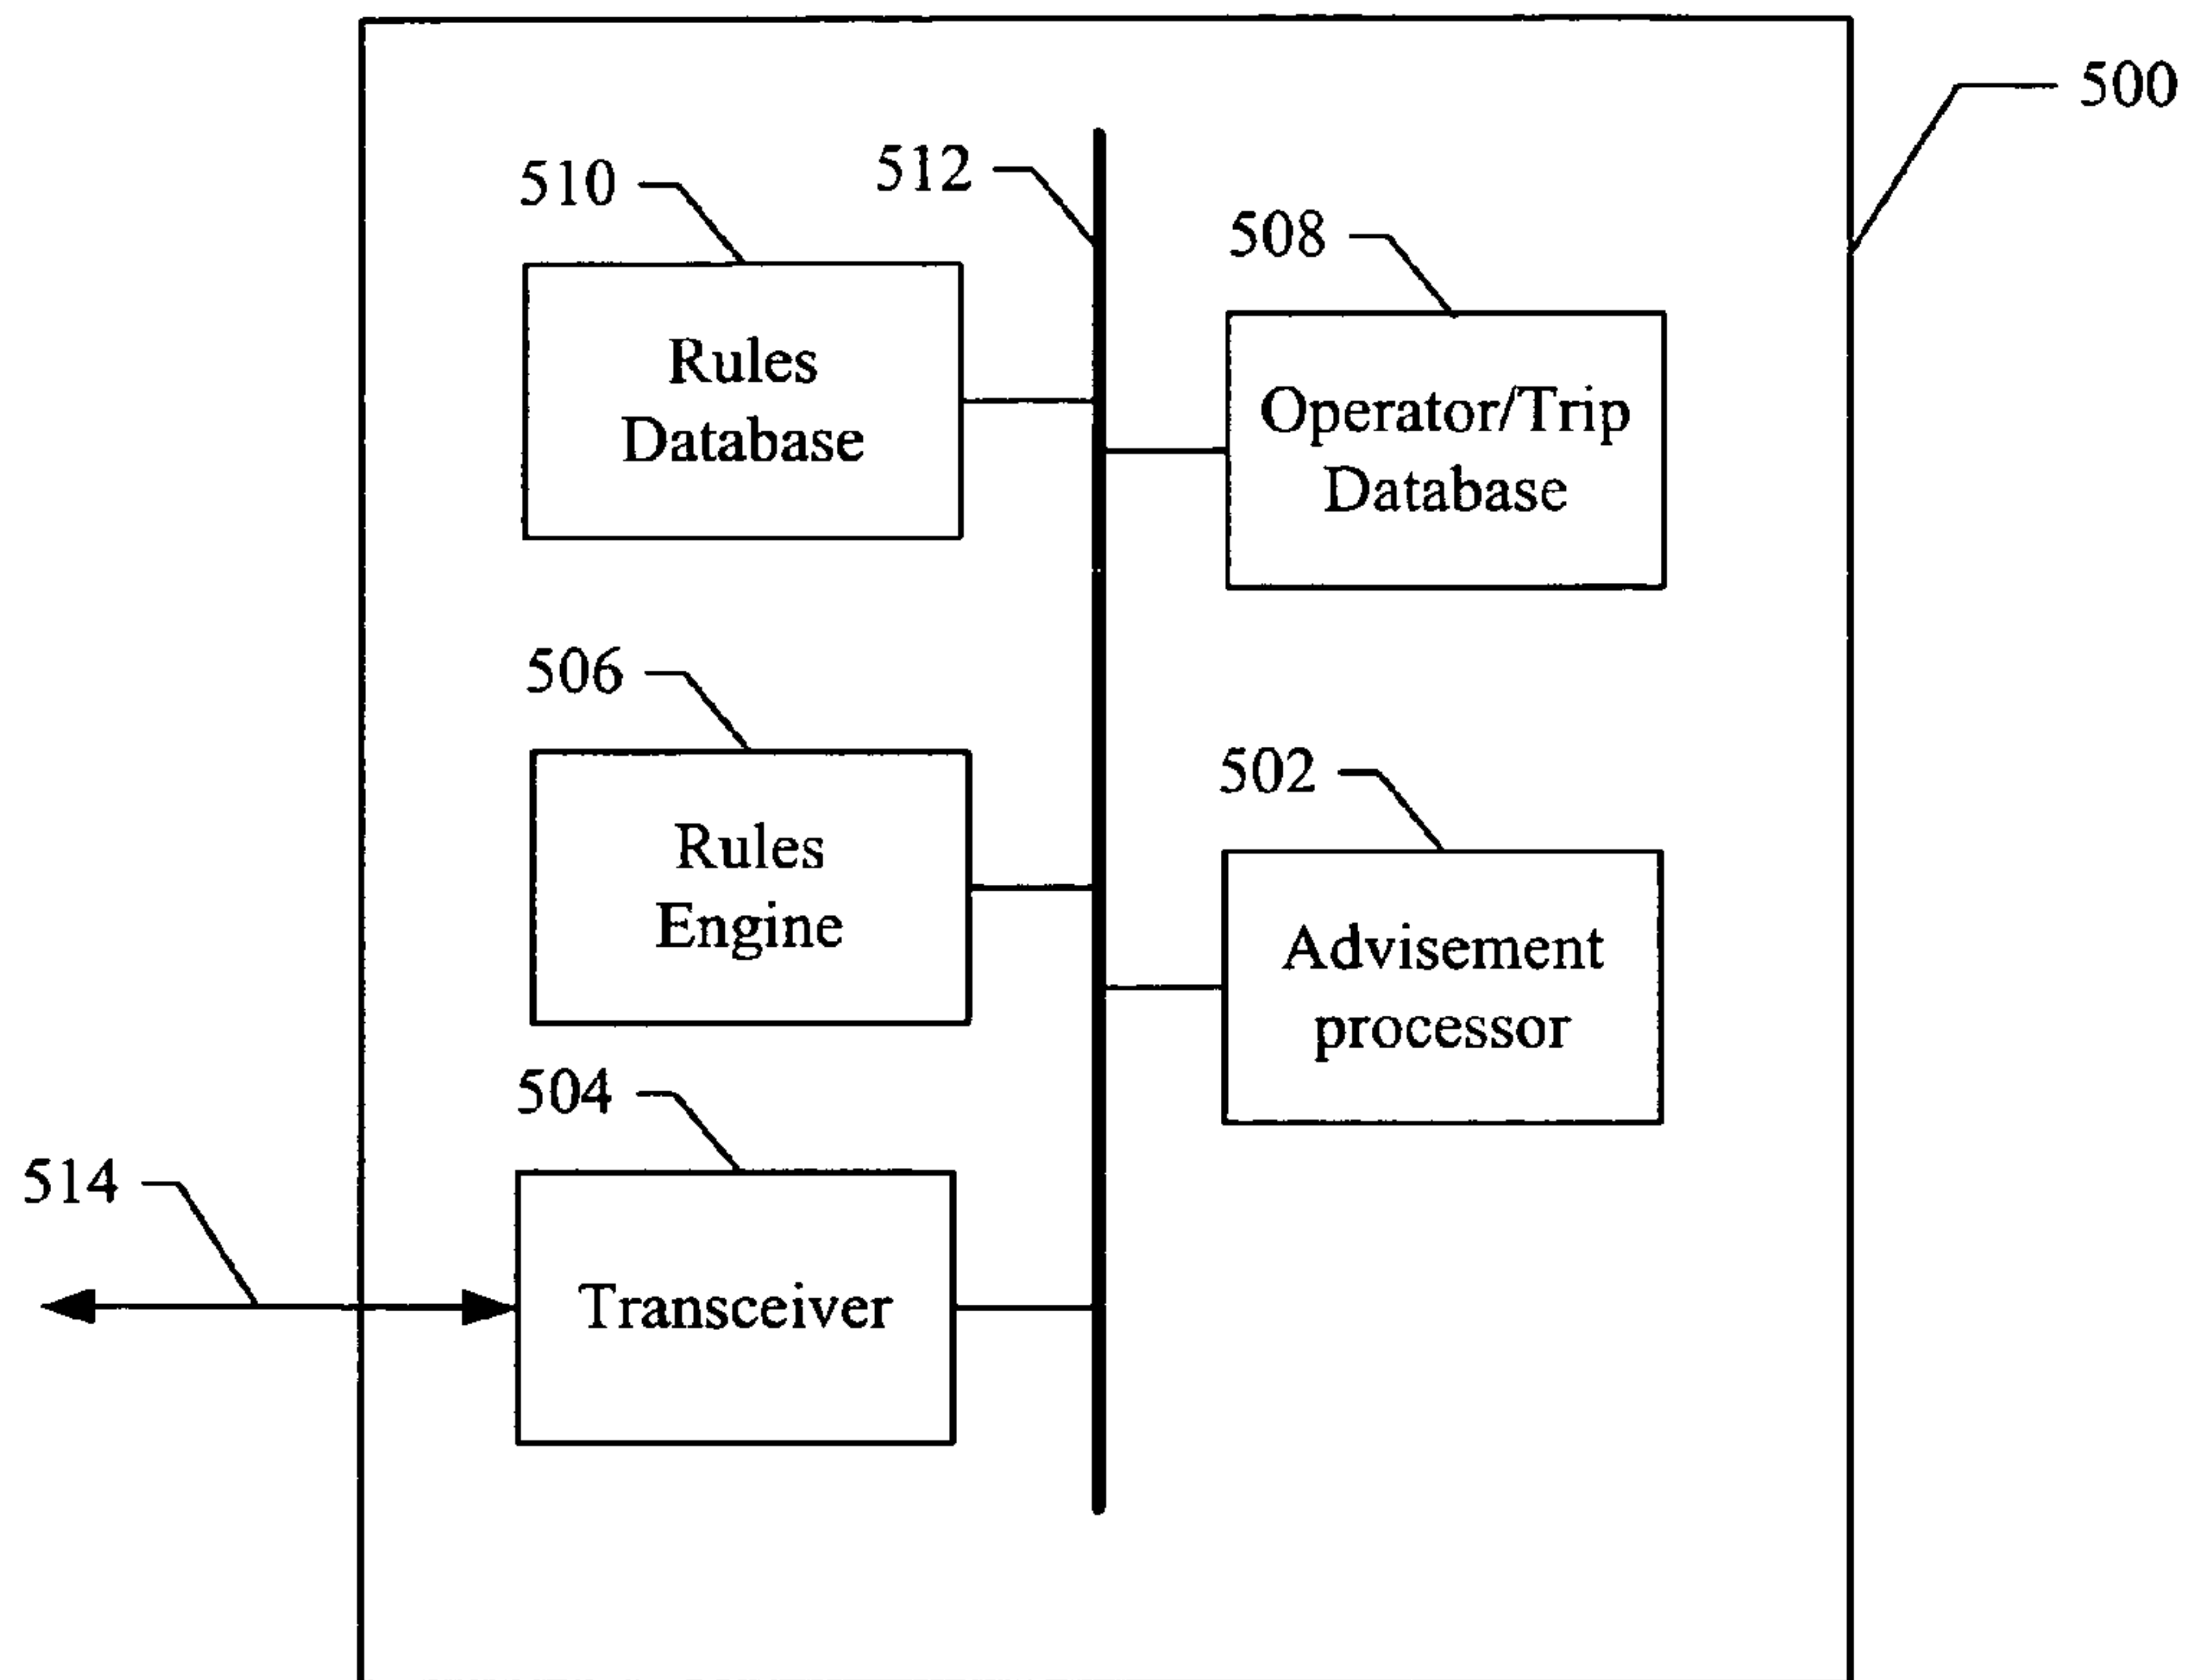 500
512
510
508
Rules
Database
Operator/Trip
Database
506
502
Rules
Engine
Advisement
processor
504
514
Transceiver